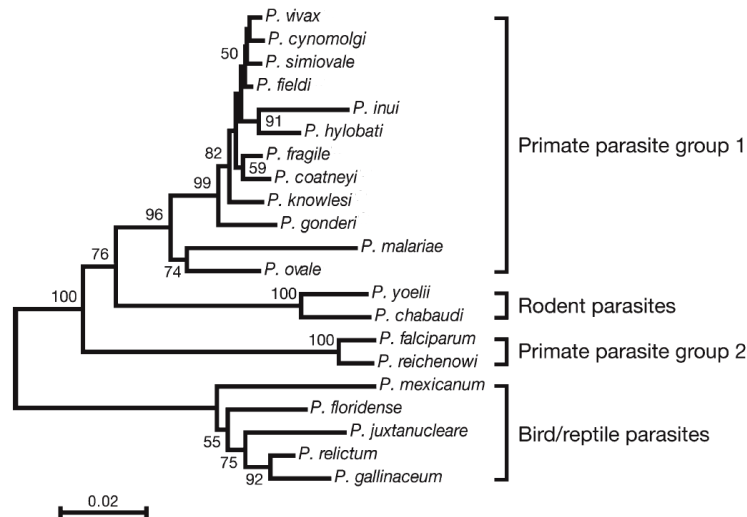 P. vivax
P. cynomolgi
50
P. simiovale
P. fieldi
P. inui
91
P. hylobati
Primate parasite group 1
82
P. fragile
59
P. coatneyi
99
P. knowlesi
96
P. gonderi
P. malariae
76
74
P. ovale
100
P. yoelii
100
Rodent parasites
P. chabaudi
100
P. falciparum
Primate parasite group 2
P. reichenowi
P. mexicanum
P. floridense
55
P. juxtanucleare
Bird/reptile parasites
75
P. relictum
92
P. gallinaceum
0.02